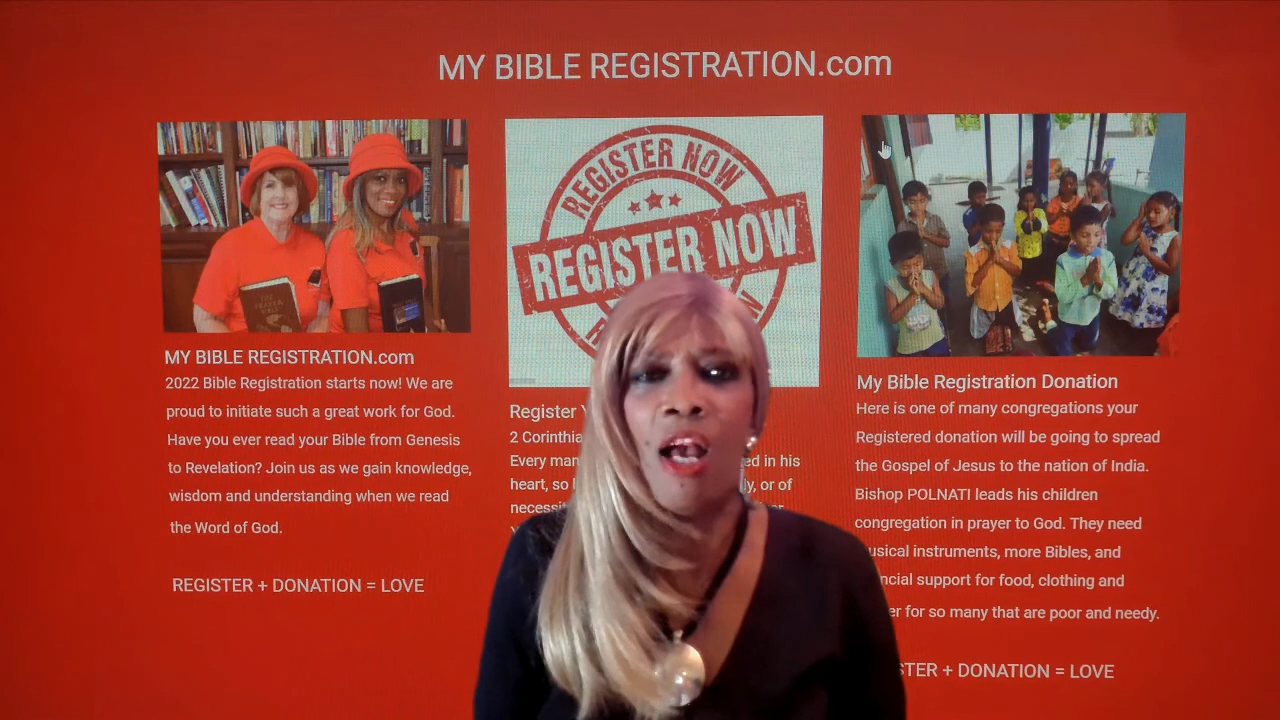 MY BIBLE REGISTRATION.com
MY BIBLE REGISTRATION.com
2022 Bible Registration starts now! We are
proud to initiate such a great work for God.
Have you ever read your Bible from Genesis
to Revelation? Join us as we gain knowledge,
wisdom and understanding when we read
the Word of God.
REGISTER + DONATION = LOVE
REGISTER NOW
REGISTER NOW
Register
2
Every
in his
heart, so
or of
My Bible Registration Donation
Here is one of many congregations your
Registered donation will be going to spread
the Gospel of Jesus to the nation of India.
Bishop POLNATI leads his children
congregation in prayer to God. They need
instruments, more Bibles, and
support for food, clothing and
for so many that are poor and needy.
+ DONATION = LOVE